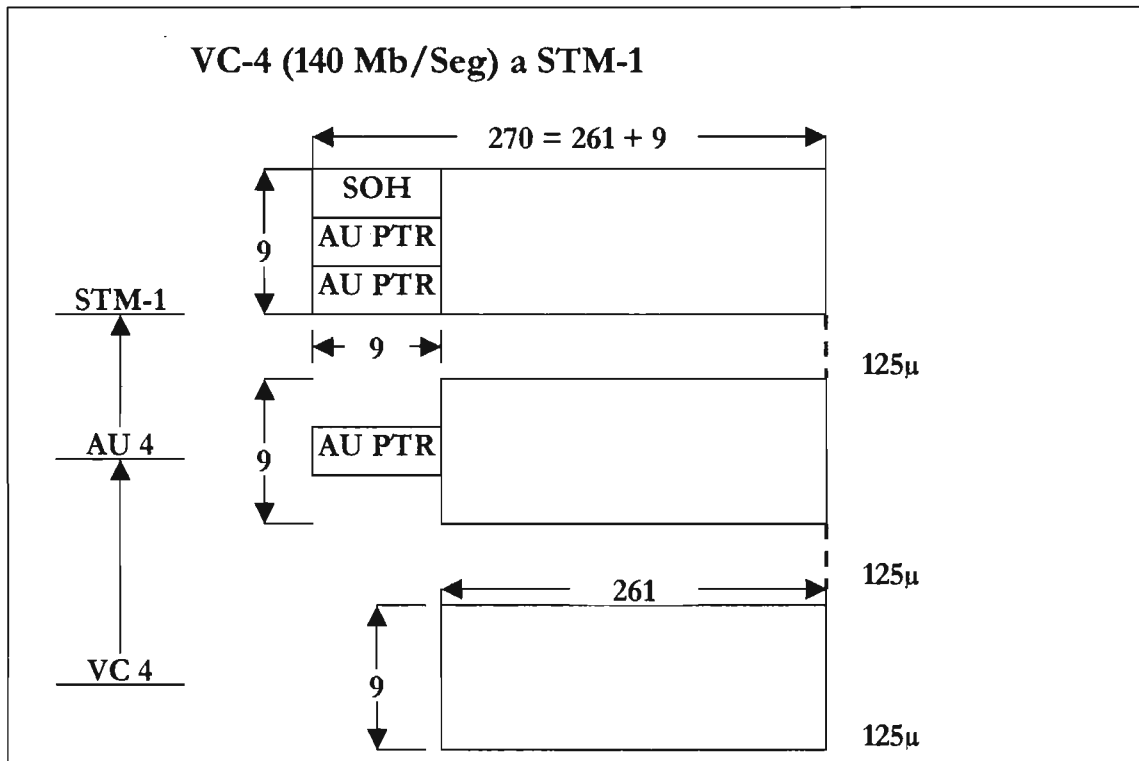 VC-4 (140 Mb/Seg) a STM-1
270 = 261 + 9
SOH
AU PTR
9
AU PTR
STM-1
9
125μ
AU PTR
AU 4
9
125μ
261
VC 4
9
125μ